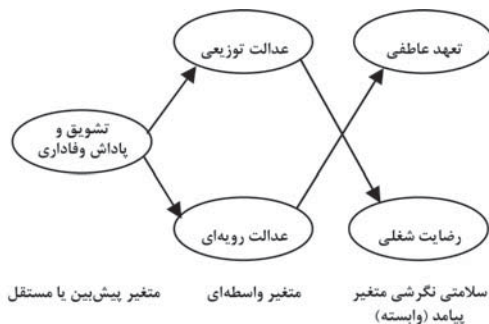 عدالت توزیعی
تعهد عاطفی
تشویق و
پاداش وفاداری
عدالت رویه‌ای
رضایت شغلی
متغیر پیش‌بین یا مستقل
متغیر واسطه‌ای
سلامتی نگرشی متغیر
پیامد (وابسته)